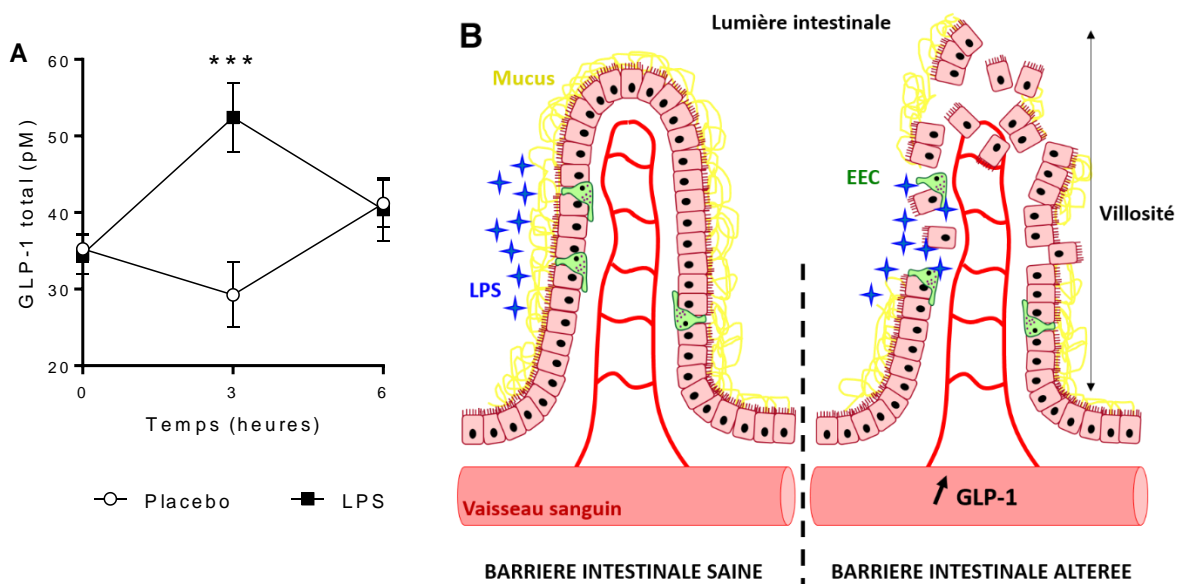 A
***
GLP-1 total (pM)
60
50
40
30
20
0
3
6
Temps (heures)
Placebo
LPS
B
Lumière intestinale
Mucus
LPS
EEC
Villosité
Vaisseau sanguin
GLP-1
BARRIERE INTESTINALE SAINE
BARRIERE INTESTINALE ALTEREE